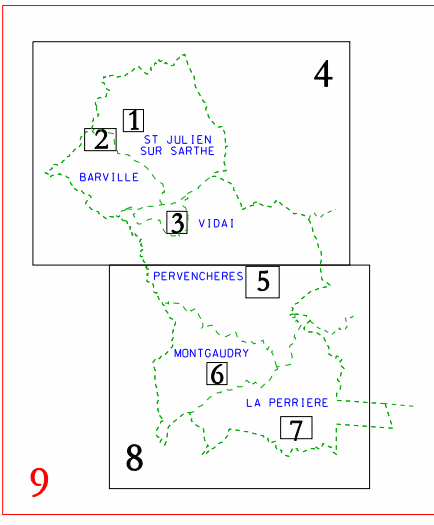 4
1
2
ST JULIEN
SUR SARTHE
BARVILLE
3
VIDAI
PERVENCHERES
5
MONTGAUDRY
6
LA PERRIERE
7
8
9